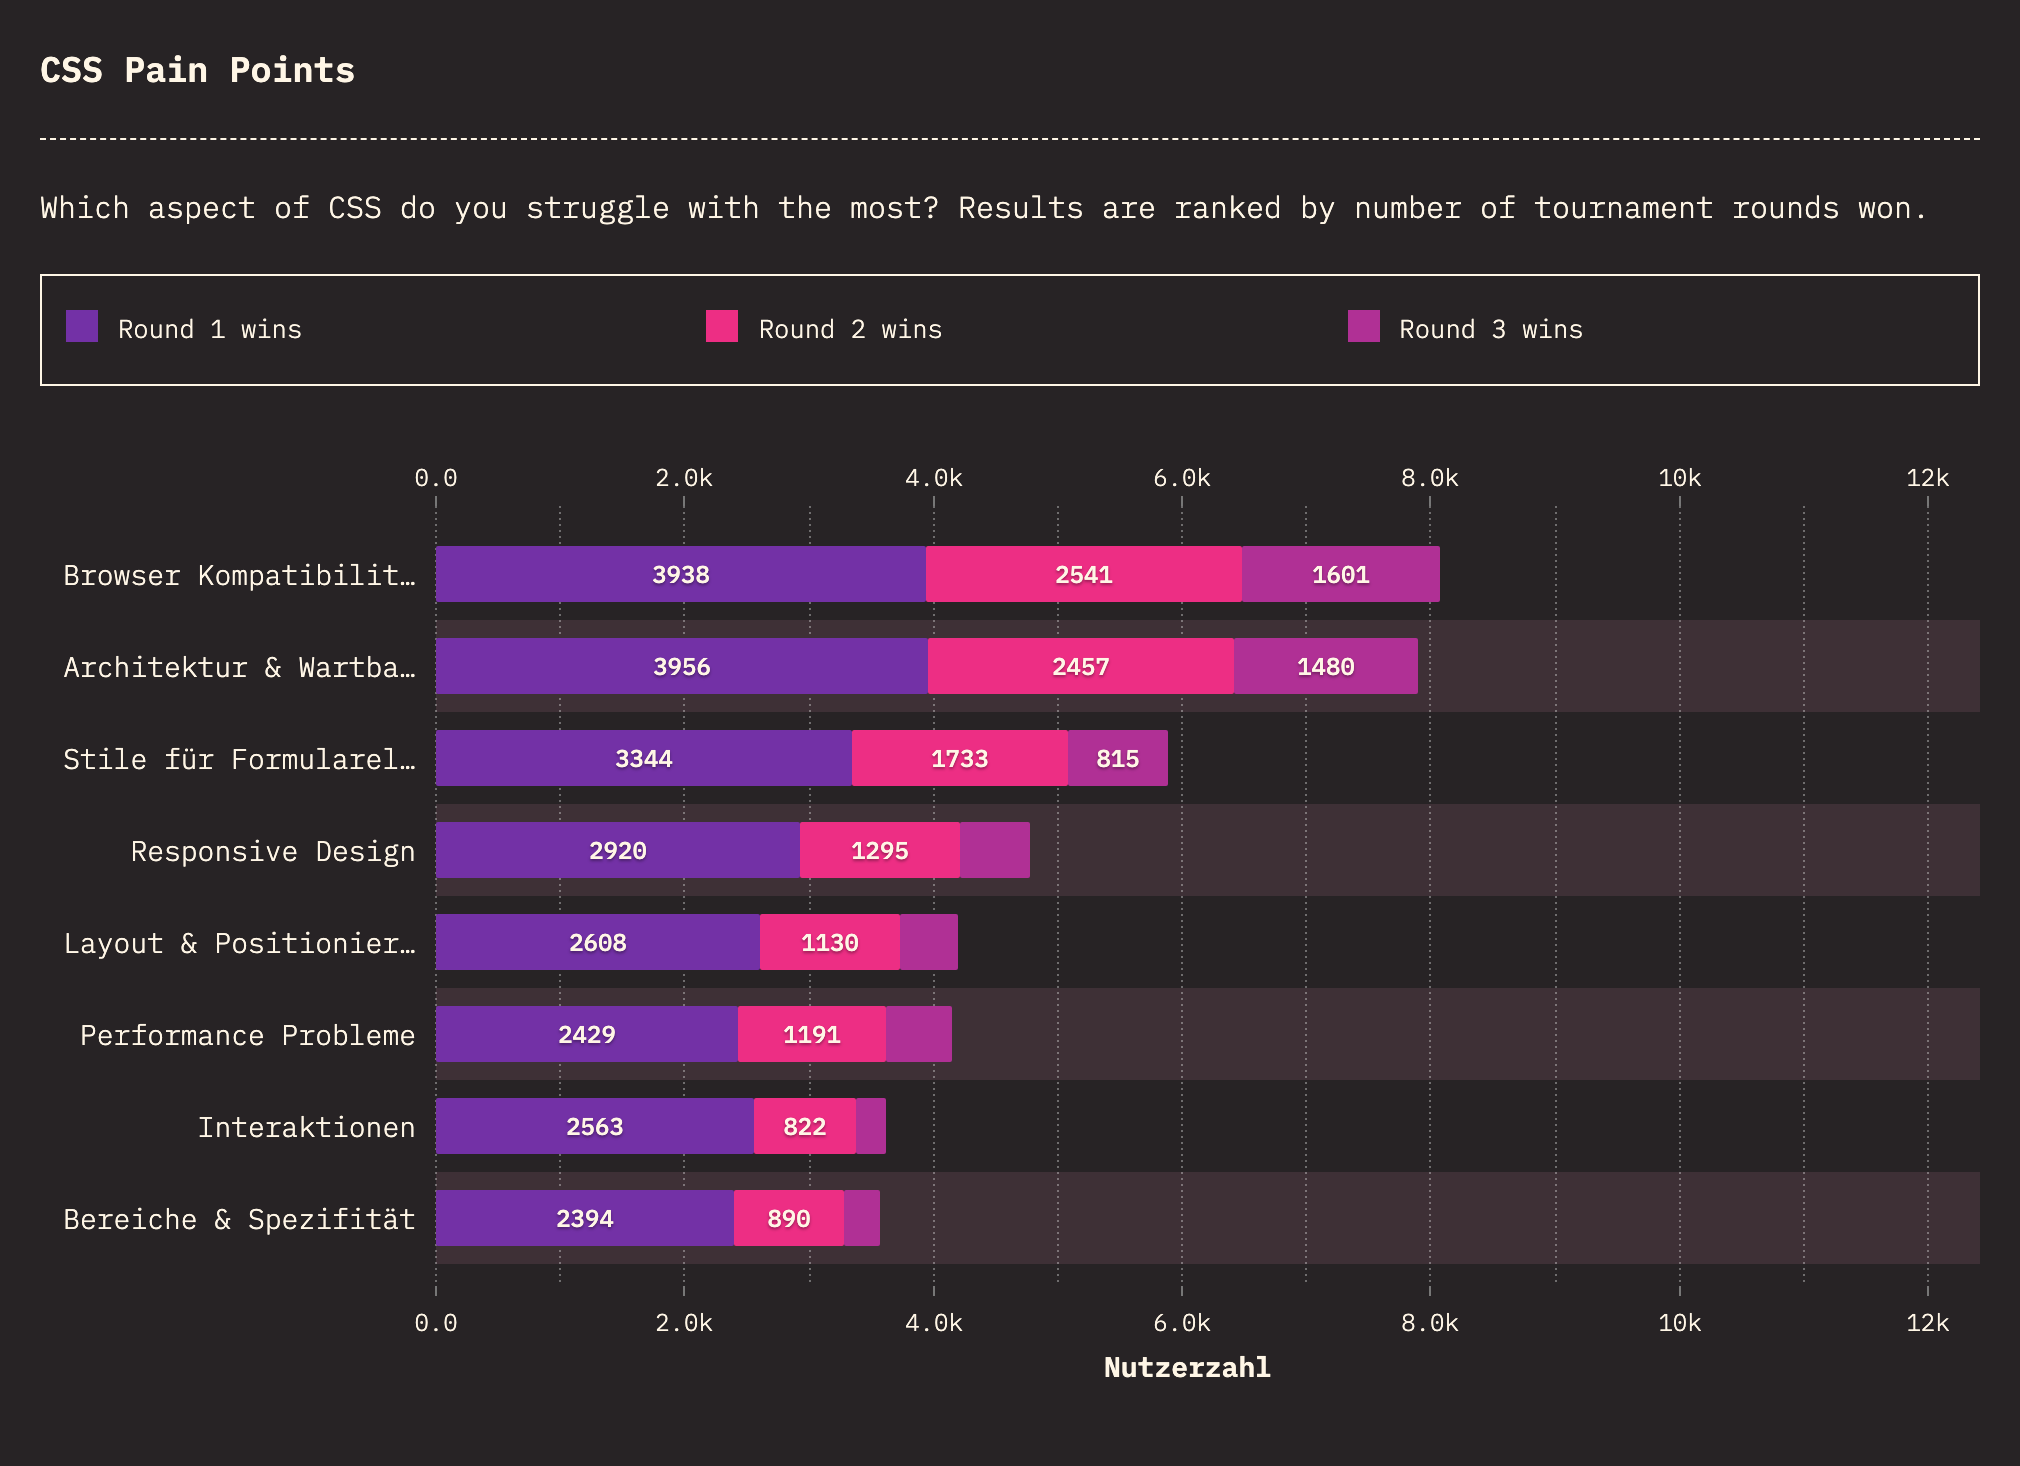 CSS Pain Points
Which aspect of CSS do you struggle with the most? Results are ranked by number of tournament rounds won.
Round 1 wins Round 2 wins Round 3 wins
0.0 2.0k 4.0k 6.0k 8.0k 10k 12k
Browser Kompatibilit… 3938 2541 1601
Architektur & Wartba… 3956 2457 1480
Stile für Formularel… 3344 1733 815
Responsive Design 2920 1295
Layout & Positionier… 2608 1130
Performance Probleme 2429 1191
Interaktionen 2563 822
Bereiche & Spezifität 2394 890
0.0 2.0k 4.0k 6.0k 8.0k 10k 12k
Nutzerzahl